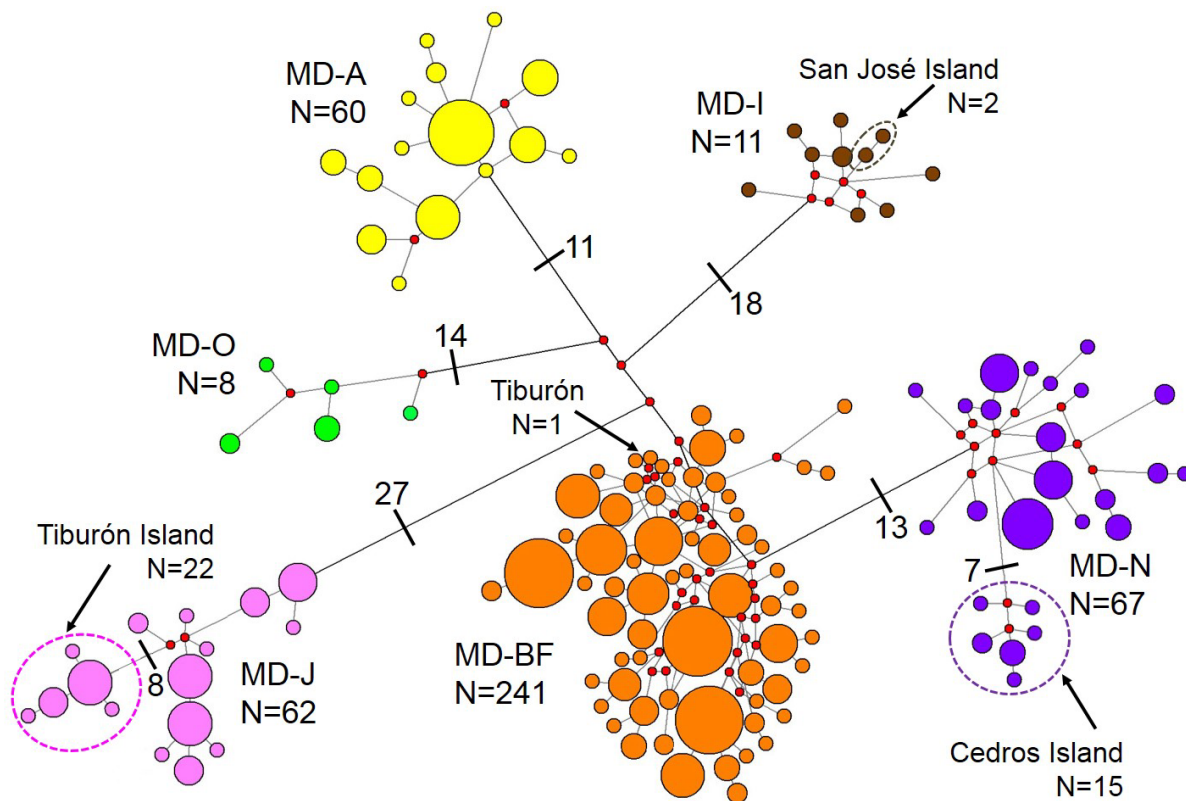 MD-A
N=60
San José Island
N=2
MD-I
N=11
11
18
MD-O
N=8
14
Tiburón
N=1
27
13
Tiburón Island
N=22
7
MD-N
N=67
8
MD-J
N=62
MD-BF
N=241
Cedros Island
N=15